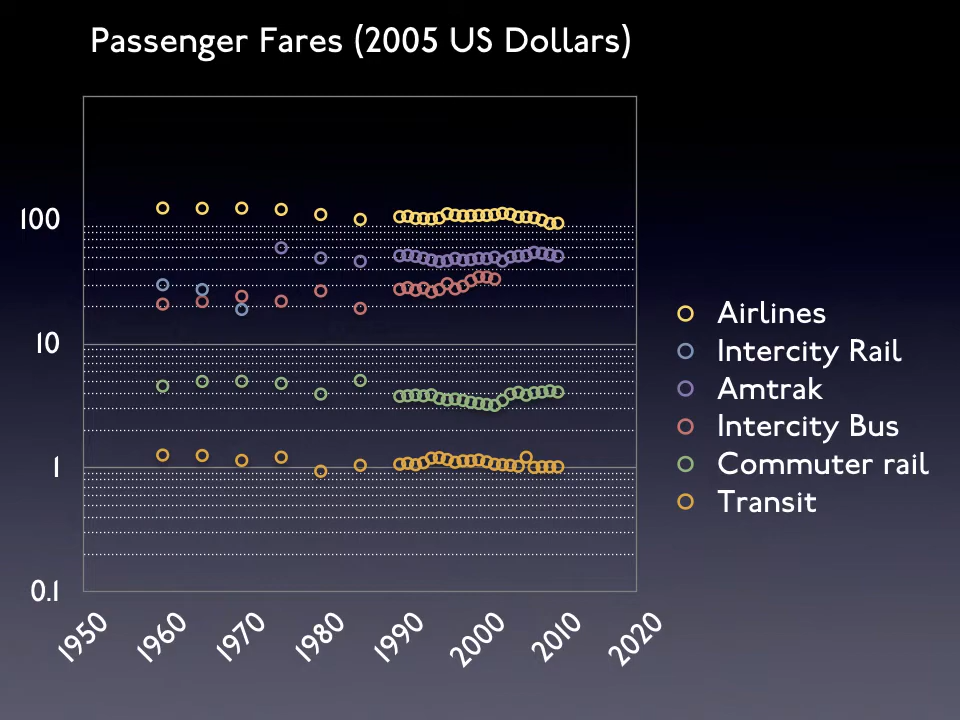 Passenger Fares (2005 US Dollars)
100
10
1
0.1
1950
1960
1970
1980
1990
2000
2010
2020
Airlines
Intercity Rail
Amtrak
Intercity Bus
Commuter rail
Transit